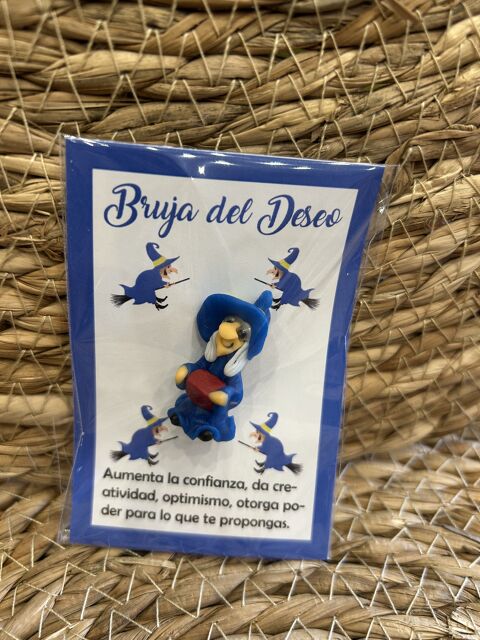 Bruja del Deseo
Aumenta la confianza, da cre-
atividad, optimismo, otorga po-
der para lo que te propongas.